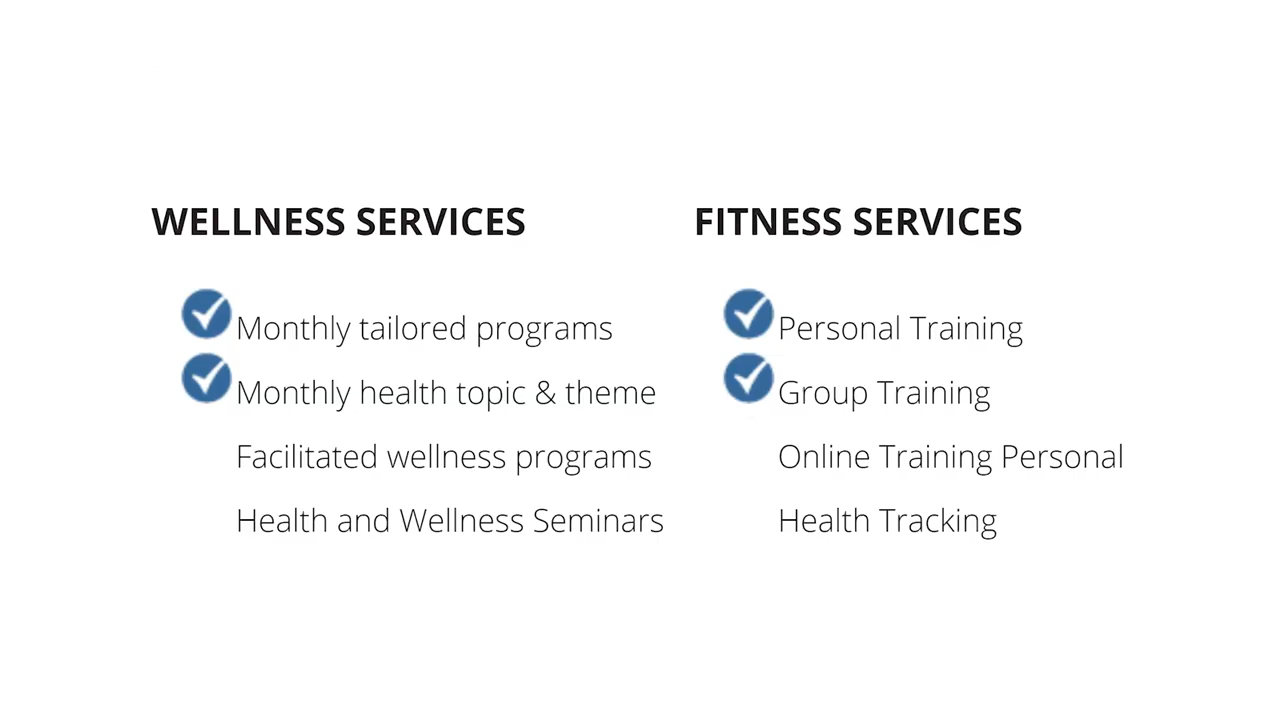 WELLNESS SERVICES
Monthly tailored programs
Monthly health topic & theme
Facilitated wellness programs
Health and Wellness Seminars
FITNESS SERVICES
Personal Training
Group Training
Online Training Personal
Health Tracking